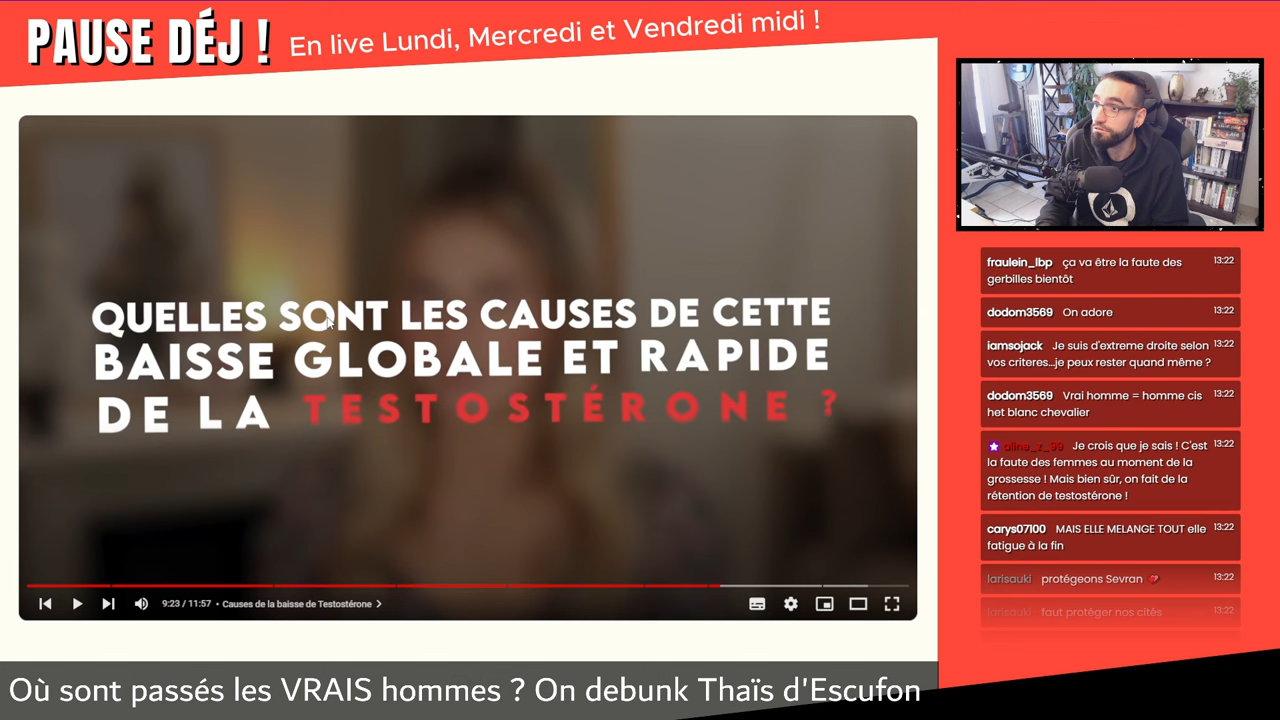 PAUSE DÉJ !
En live Lundi, Mercredi et Vendredi midi !
QUELLES SONT LES CAUSES DE CETTE
BAISSE GLOBALE ET RAPIDE
DE LA TESTOSTÉRONE ?
9:23 / 11:57 • Causes de la baisse de Testostérone
fraulein_lbp ça va être la faute des 13:22
gerbilles bientôt
dodom3569 On adore 13:22
iamsojack Je suis d'extreme droite selon 13:22
vos criteres...je peux rester quand même ?
dodom3569 Vrai homme = homme cis 13:22
het blanc chevalier
aline_z_99 Je crois que je sais ! C'est 13:22
la faute des femmes au moment de la
grossesse ! Mais bien sûr, on fait de la
rétention de testostérone !
carys07100 MAIS ELLE MELANGE TOUT elle 13:22
fatigue à la fin
larisauki protégeons Sevran 13:22
larisauki faut protéger nos cités 13:22
Où sont passés les VRAIS hommes ? On debunk Thaïs d'Escufon